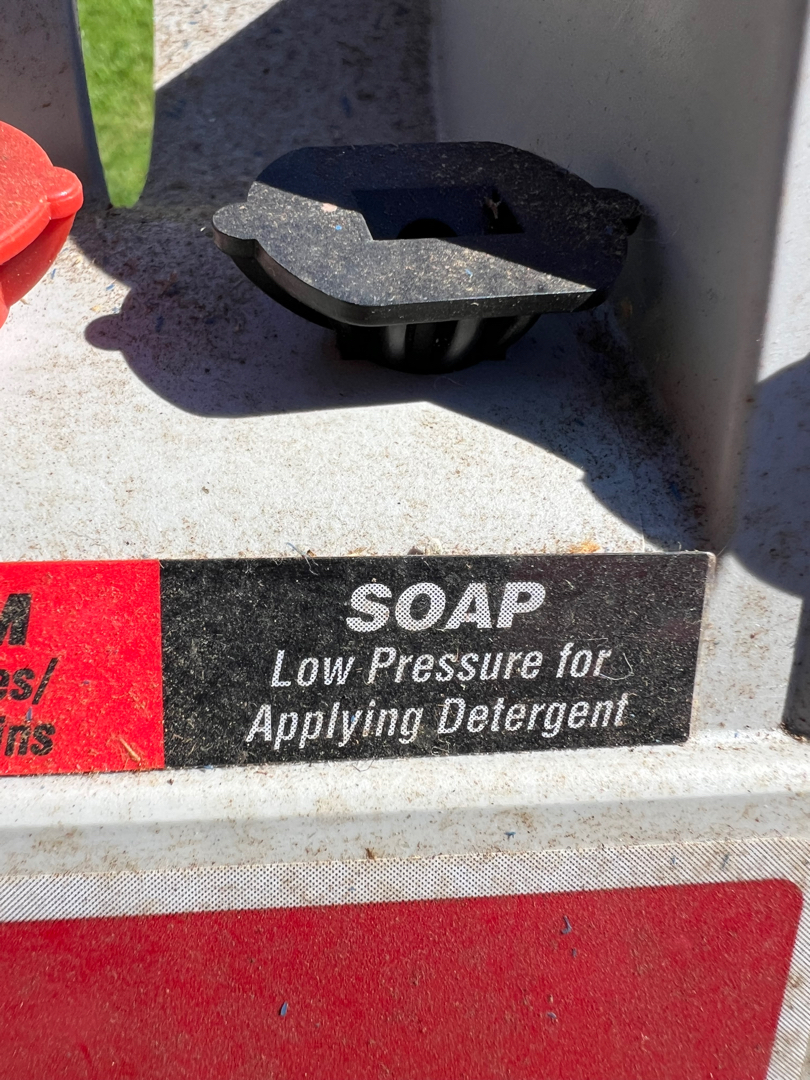 SOAP
Low Pressure for
Applying Detergent